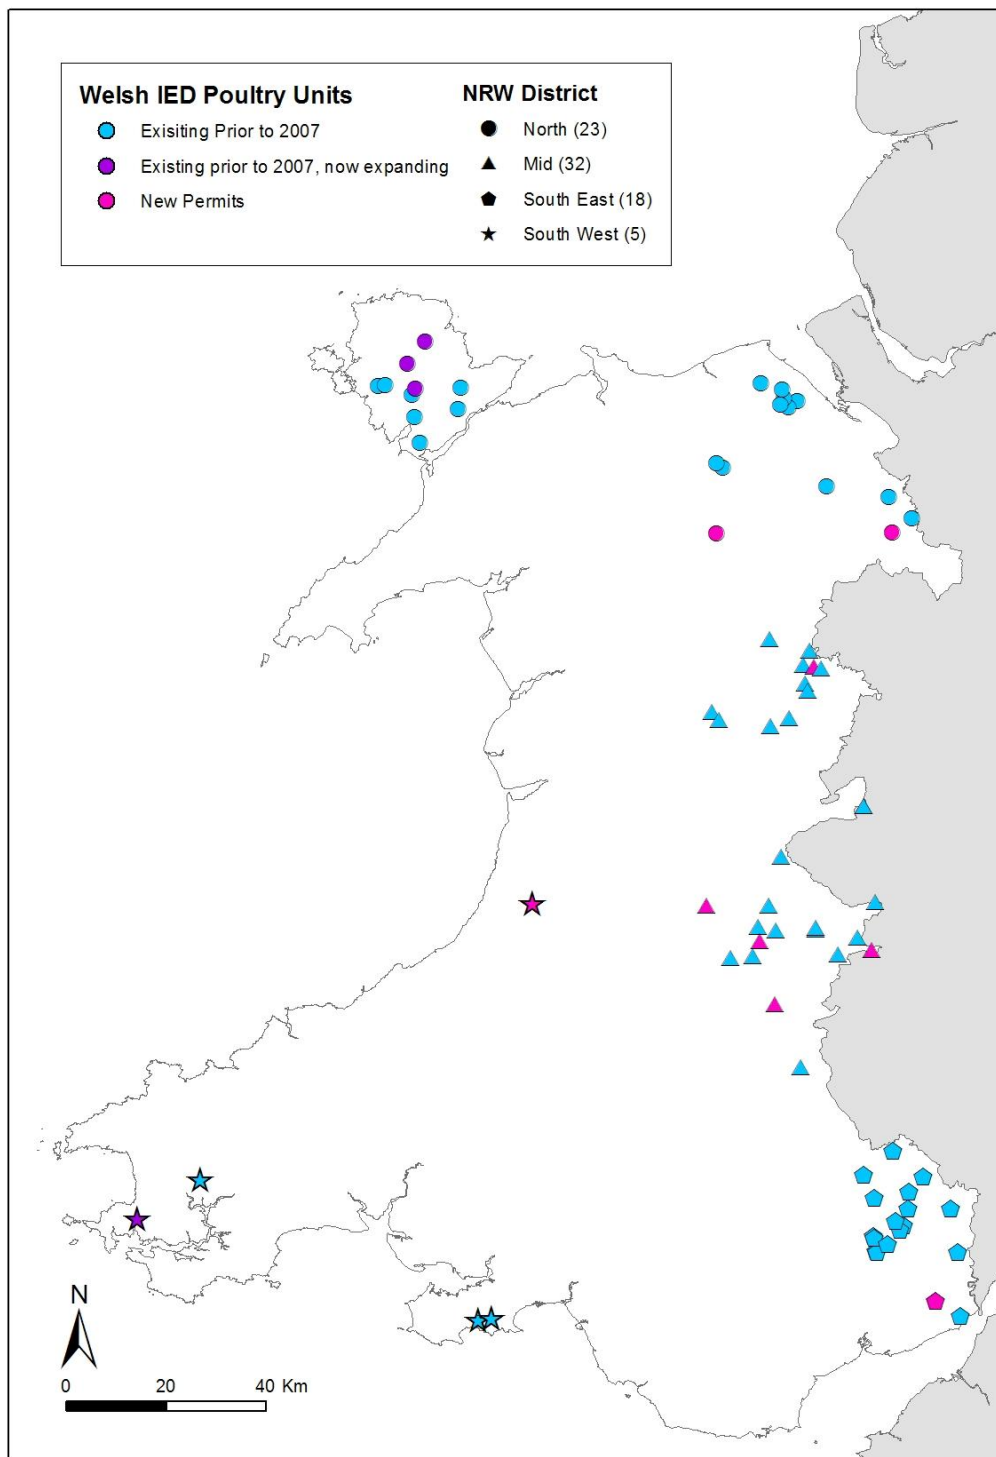 Welsh IED Poultry Units
Exisiting Prior to 2007
Existing prior to 2007, now expanding
New Permits
NRW District
North (23)
Mid (32)
South East (18)
South West (5)
N
0 20 40 Km